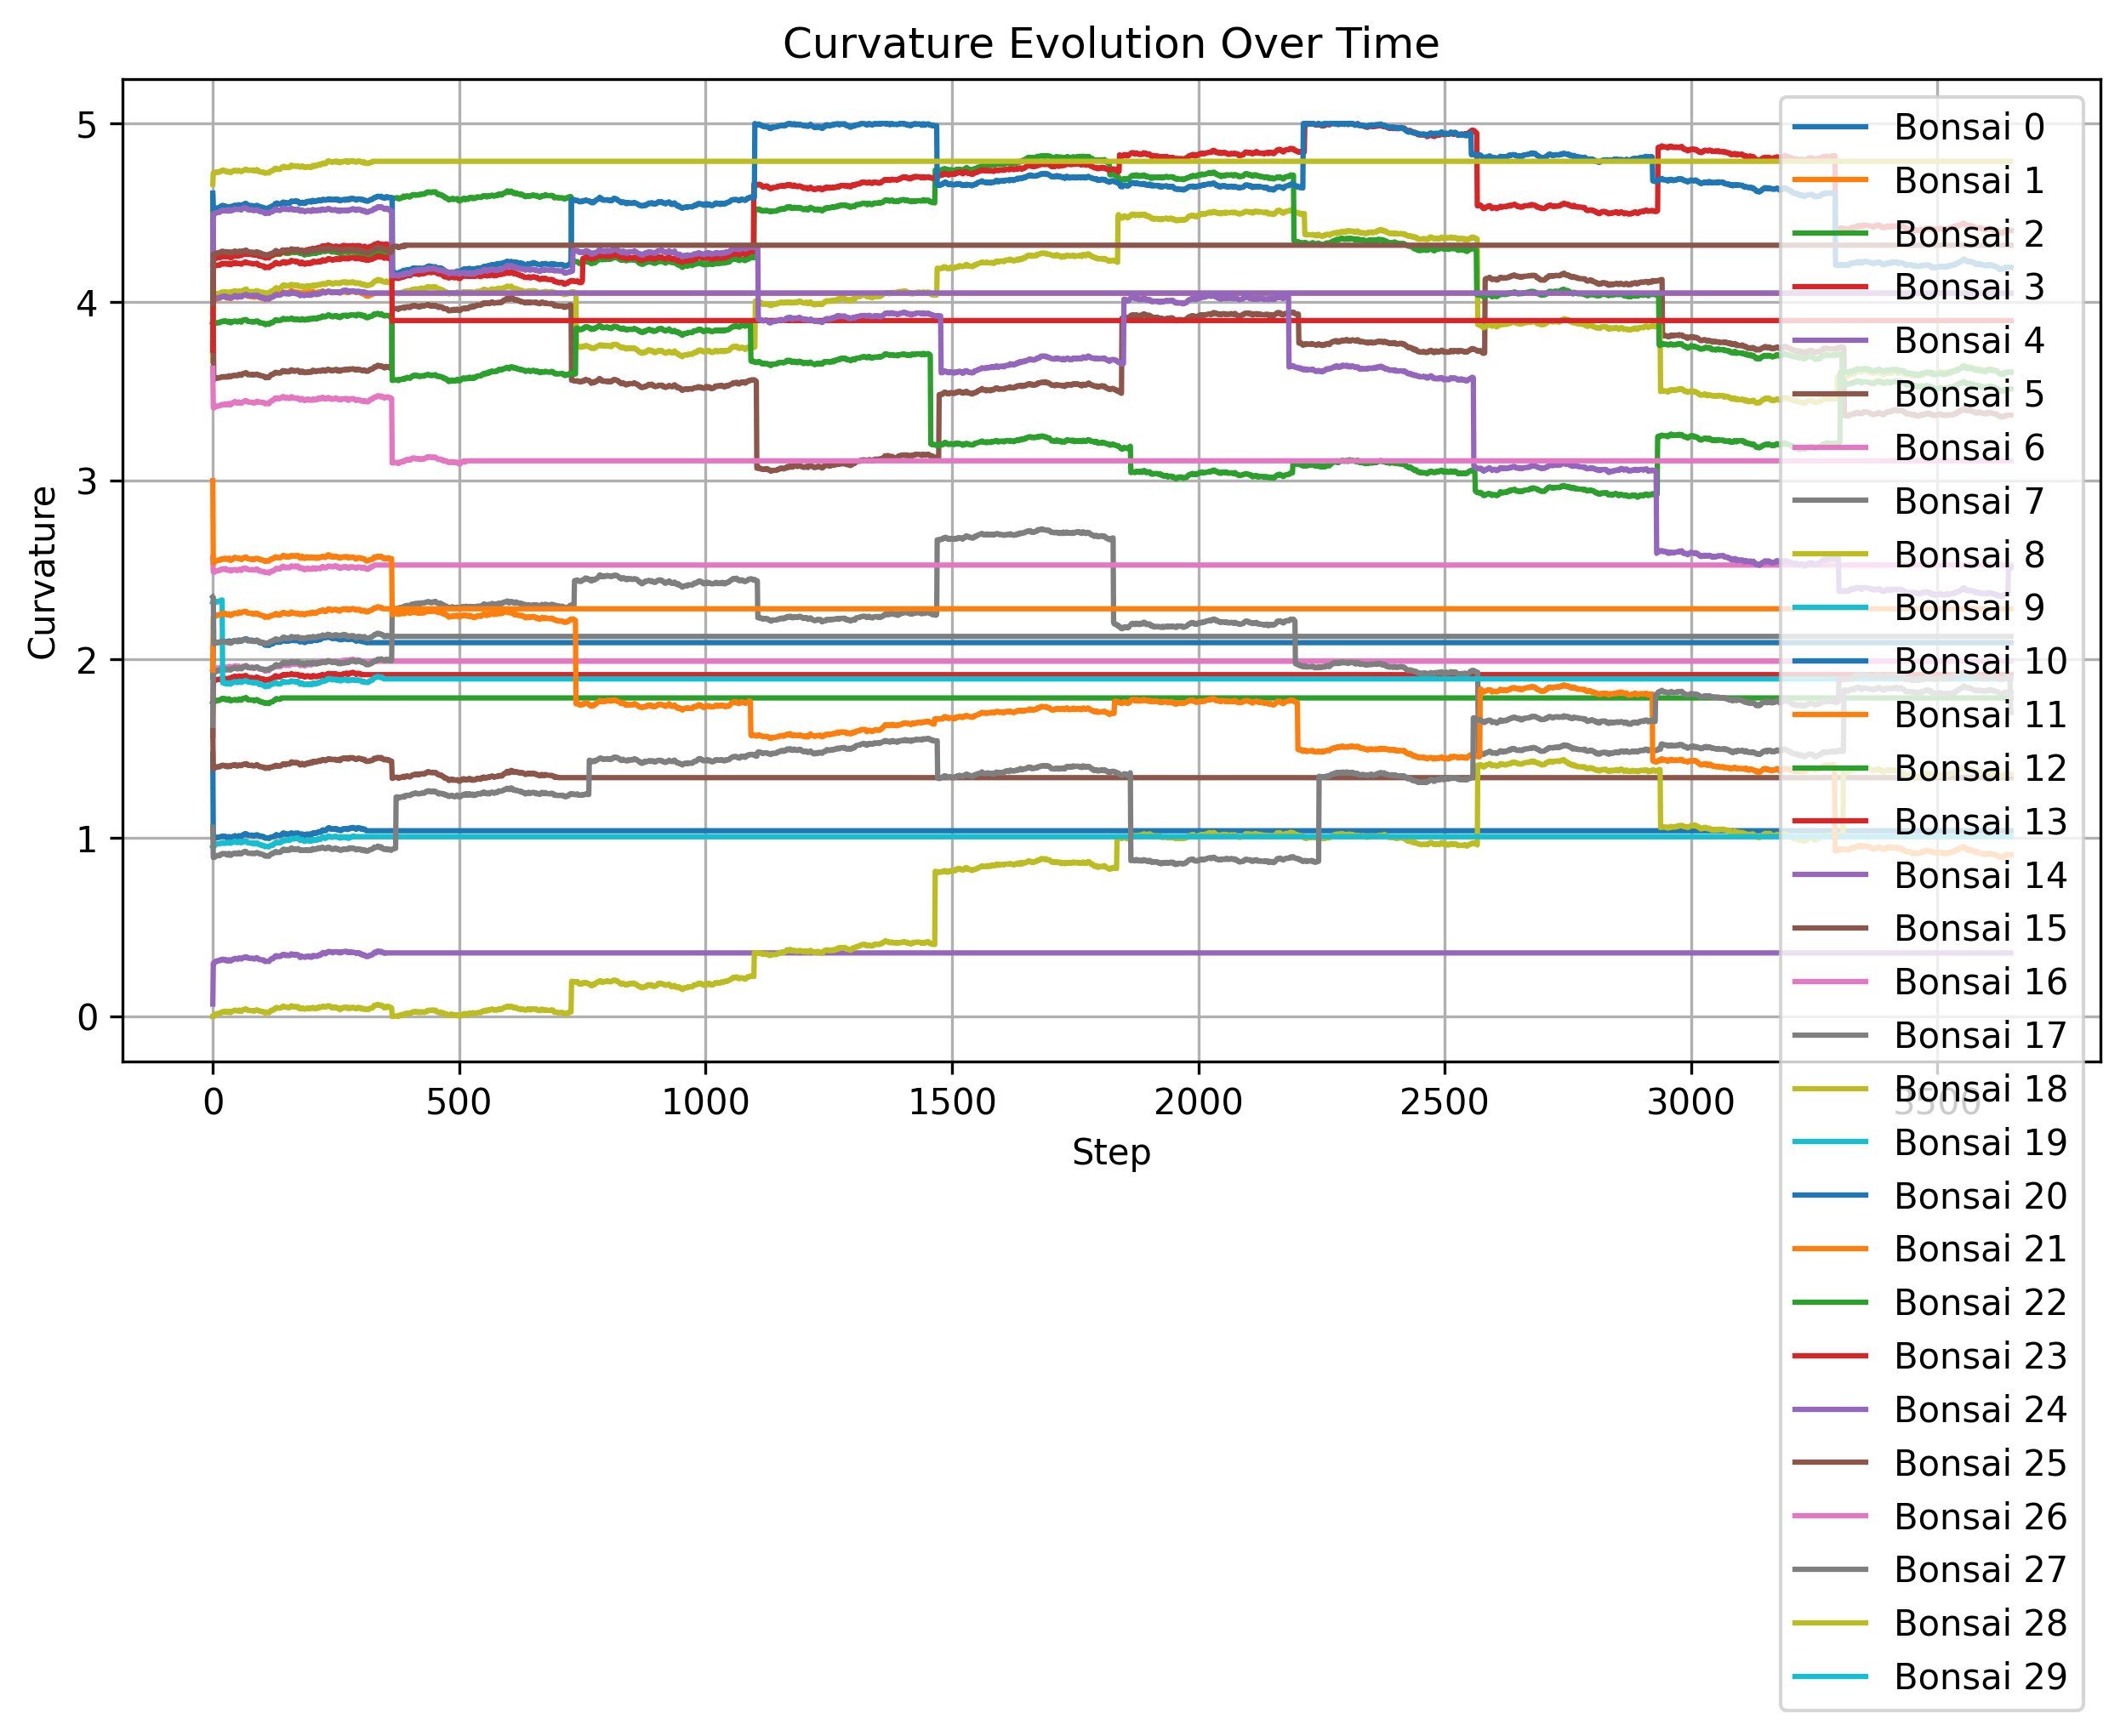 Curvature Evolution Over Time
Curvature
5
4
3
2
1
0
0
500
1000
1500
2000
2500
3000
3500
Step
Bonsai 0
Bonsai 1
Bonsai 2
Bonsai 3
Bonsai 4
Bonsai 5
Bonsai 6
Bonsai 7
Bonsai 8
Bonsai 9
Bonsai 10
Bonsai 11
Bonsai 12
Bonsai 13
Bonsai 14
Bonsai 15
Bonsai 16
Bonsai 17
Bonsai 18
Bonsai 19
Bonsai 20
Bonsai 21
Bonsai 22
Bonsai 23
Bonsai 24
Bonsai 25
Bonsai 26
Bonsai 27
Bonsai 28
Bonsai 29